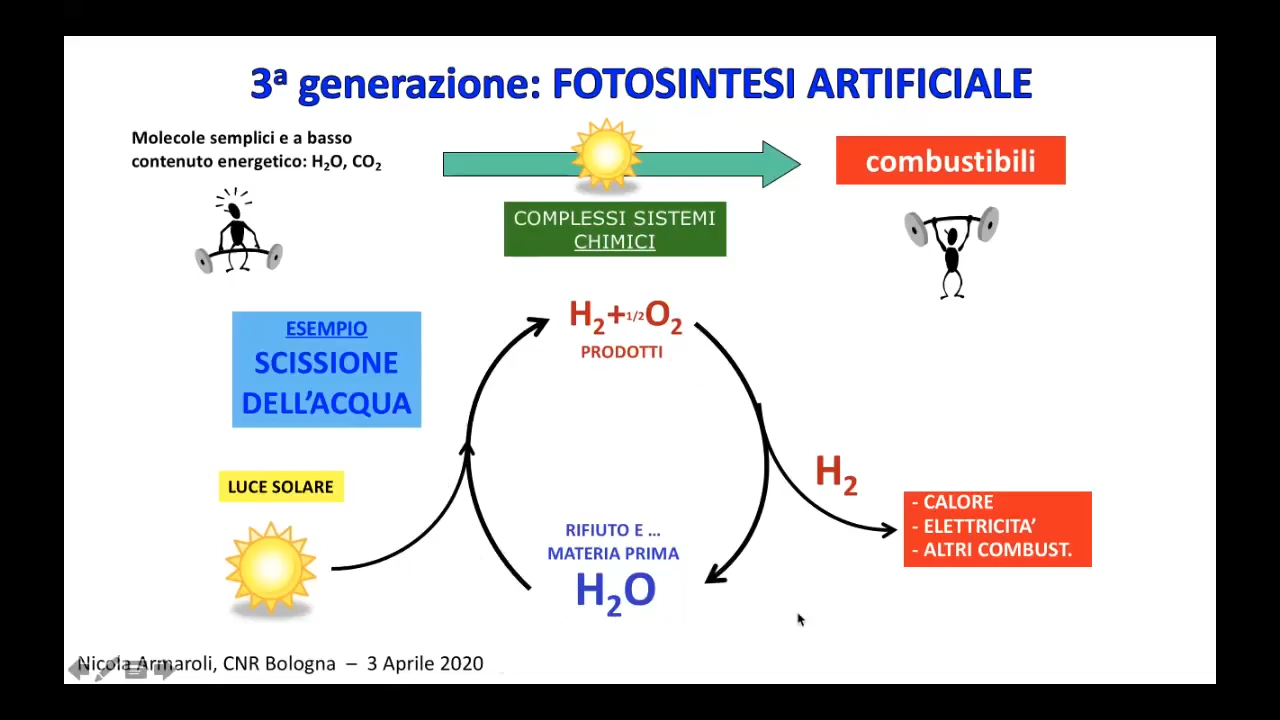 3ª generazione: FOTOSINTESI ARTIFICIALE
Molecole semplici e a basso
contenuto energetico: H₂O, CO₂
combustibili
COMPLESSI SISTEMI
CHIMICI
H₂+1/2O₂
PRODOTTI
ESEMPIO
SCISSIONE
DELL’ACQUA
LUCE SOLARE
H₂
- CALORE
- ELETTRICITA’
- ALTRI COMBUST.
RIFIUTO E ...
MATERIA PRIMA
H₂O
Nicola Armaroli, CNR Bologna – 3 Aprile 2020